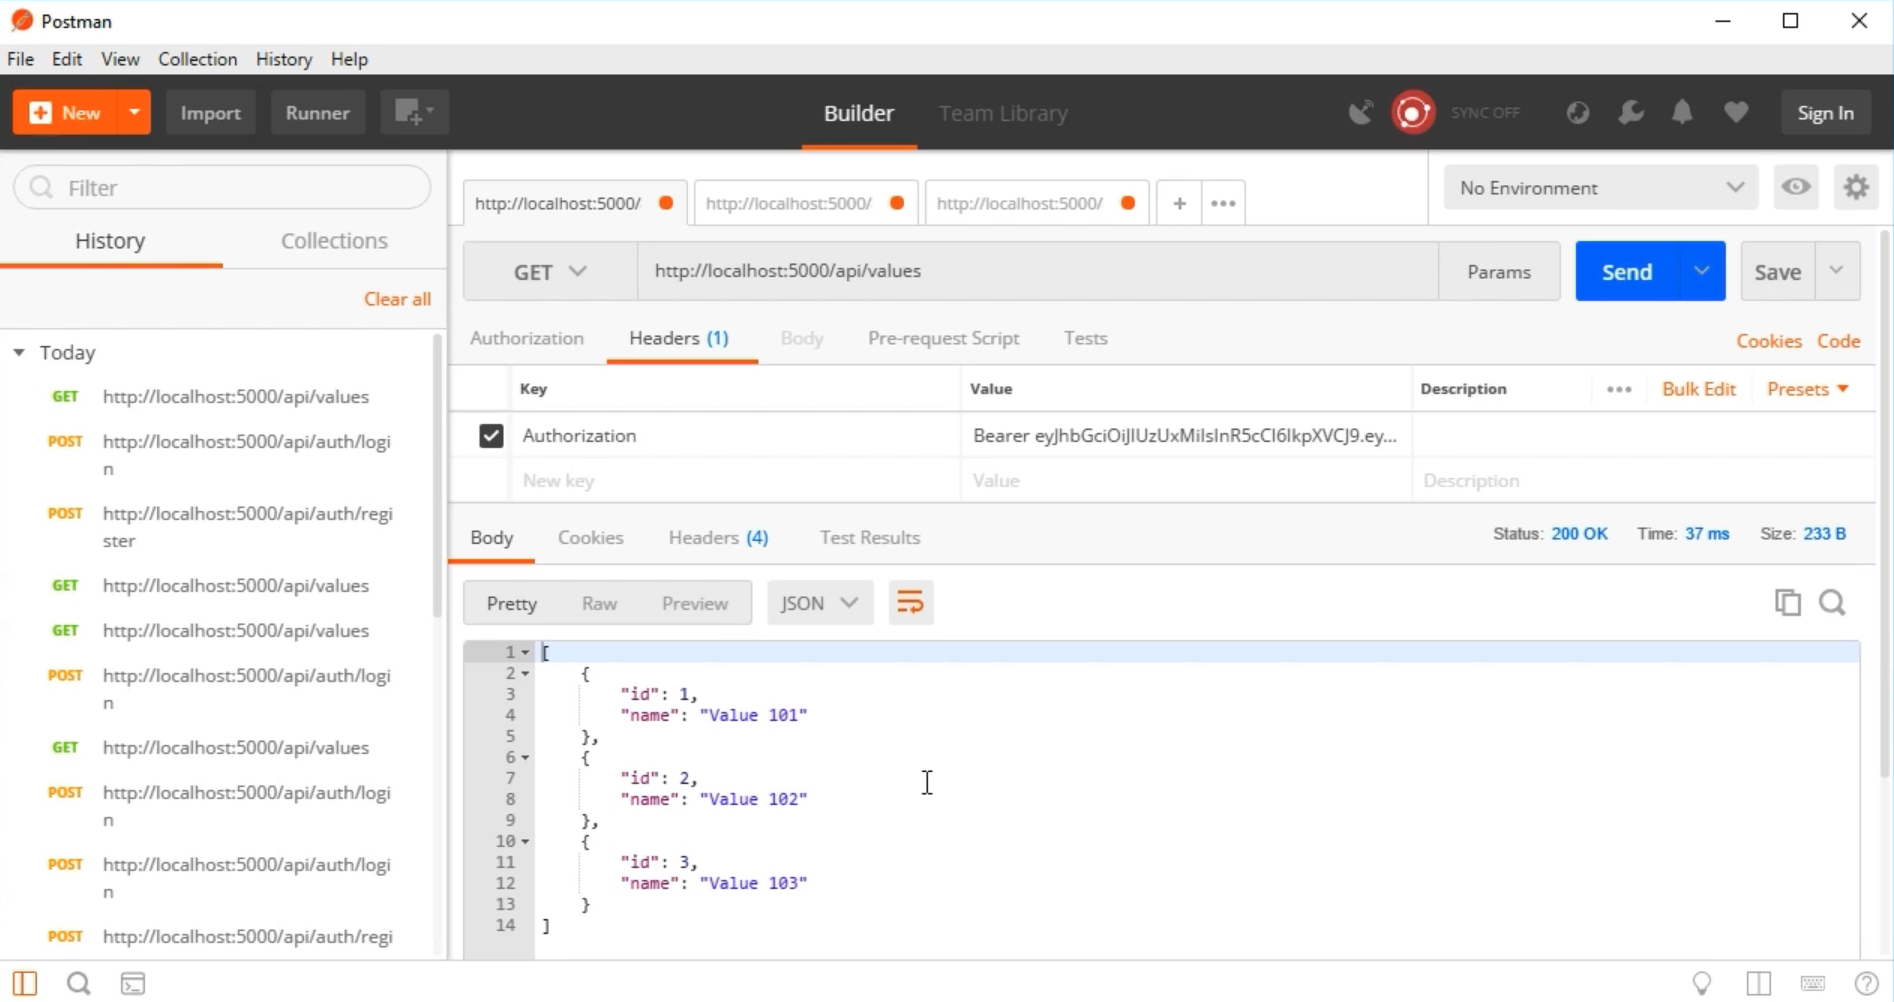 Postman
File Edit View Collection History Help
New Import Runner Builder Team Library SYNC OFF Sign In
Filter
History Collections
Clear all
Today
GET http://localhost:5000/api/values
POST http://localhost:5000/api/auth/logi
n
POST http://localhost:5000/api/auth/regi
ster
GET http://localhost:5000/api/values
GET http://localhost:5000/api/values
POST http://localhost:5000/api/auth/logi
n
GET http://localhost:5000/api/values
POST http://localhost:5000/api/auth/logi
n
POST http://localhost:5000/api/auth/logi
n
POST http://localhost:5000/api/auth/regi
http://localhost:5000/ http://localhost:5000/ http://localhost:5000/ + •••
No Environment
GET http://localhost:5000/api/values Params Send Save
Authorization Headers (1) Body Pre-request Script Tests Cookies Code
Key Value Description ••• Bulk Edit Presets
Authorization Bearer eyJhbGciOiJIUzUxMiIsInR5cCI6IkpXVCJ9.ey...
New key Value Description
Body Cookies Headers (4) Test Results Status: 200 OK Time: 37 ms Size: 233 B
Pretty Raw Preview JSON
1 [
2 {
3 "id": 1,
4 "name": "Value 101"
5 },
6 {
7 "id": 2,
8 "name": "Value 102"
9 },
10 {
11 "id": 3,
12 "name": "Value 103"
13 }
14 ]